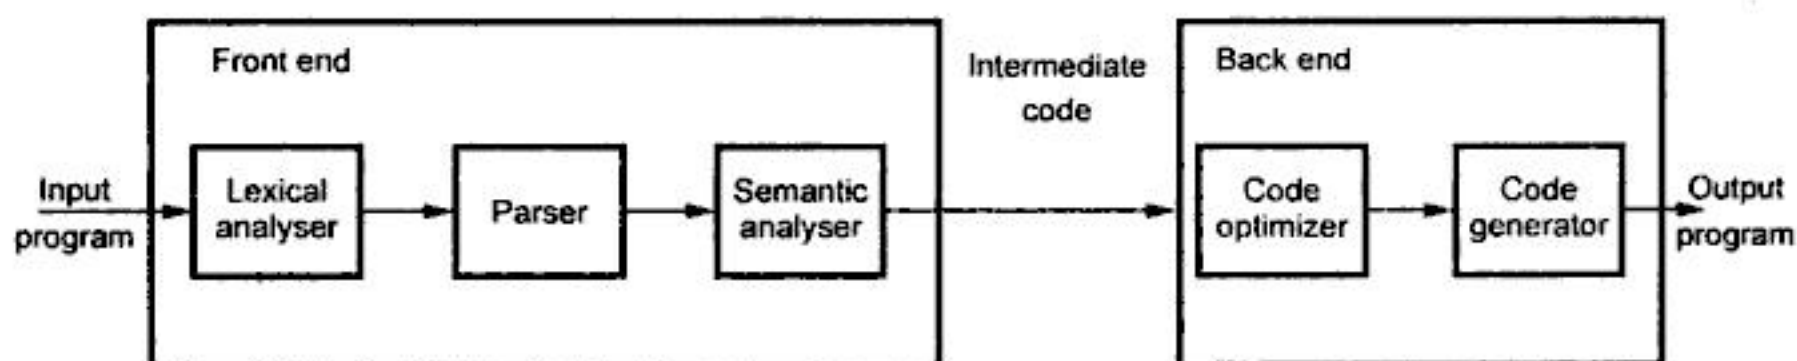 Front end
Intermediate
code
Back end
Input
program
Lexical
analyser
Parser
Semantic
analyser
Code
optimizer
Code
generator
Output
program